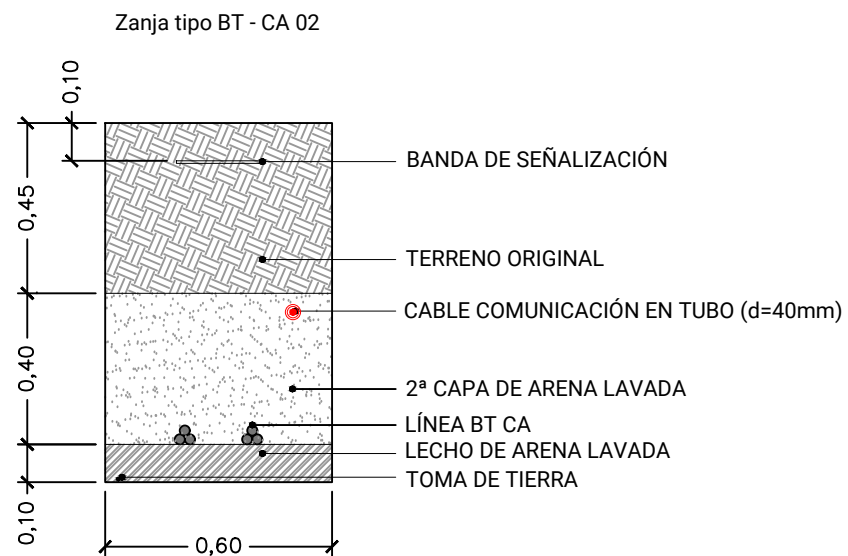 Zanja tipo BT - CA 02
0,10
0,45
BANDA DE SEÑALIZACIÓN
TERRENO ORIGINAL
CABLE COMUNICACIÓN EN TUBO (d=40mm)
0,40
2ª CAPA DE ARENA LAVADA
LÍNEA BT CA
LECHO DE ARENA LAVADA
TOMA DE TIERRA
0,10
0,60